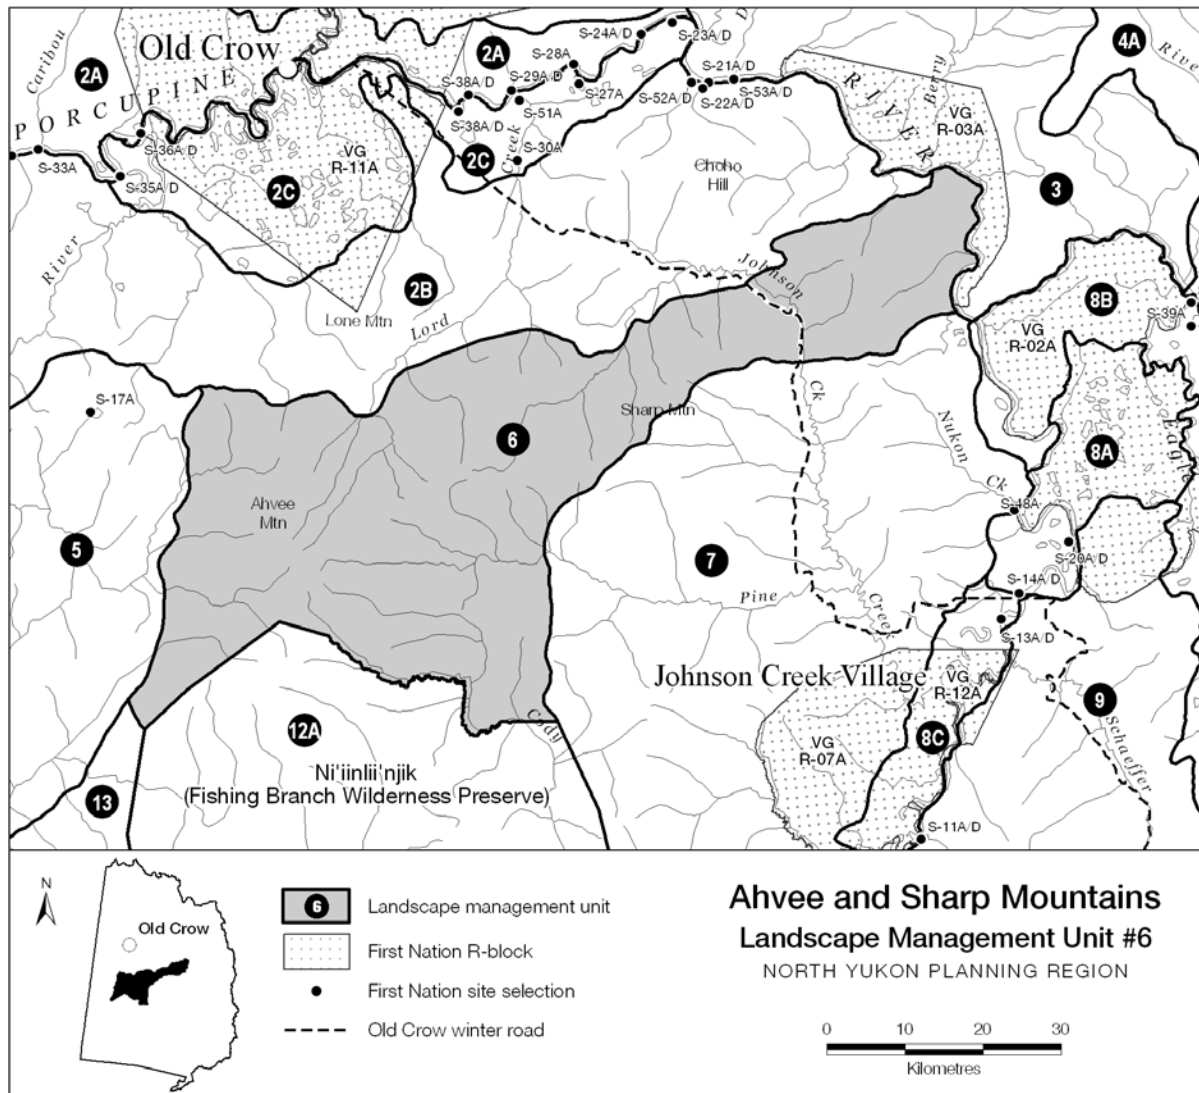 Caribou
2A
Old Crow
PORCUPINE
2A
S-24A/D
S-23A/D
D
4A
River
S-28A
S-29A/D
S-38A/D
S-27A
S-51A
S-38A/D
S-21A/D
S-53A/D
S-52A/D
S-22A/D
RIVER
Berry
VG
R-03A
S-33A
S-36A/D
S-35A/D
VG
R-11A
2C
2C
Creek
S-30A
Choho
Hill
3
River
2B
Lone Mtn
Lord
Johnson
8B
S-39A
VG
R-02A
S-17A
6
Sharp Mtn
Ck
Nukon
Ck
8A
Eagle
Ahvee
Mtn
S-48A
5
7
S-20A/D
Pine
Creek
S-14A/D
S-13A/D
Johnson Creek Village
VG
R-12A
9
Schaeffer
12A
Cody
VG
R-07A
8C
Ni'iinlii'njik
(Fishing Branch Wilderness Preserve)
13
S-11A/D
N
Old Crow
6
Landscape management unit
First Nation R-block
First Nation site selection
Old Crow winter road
Ahvee and Sharp Mountains
Landscape Management Unit #6
NORTH YUKON PLANNING REGION
0 10 20 30
Kilometres